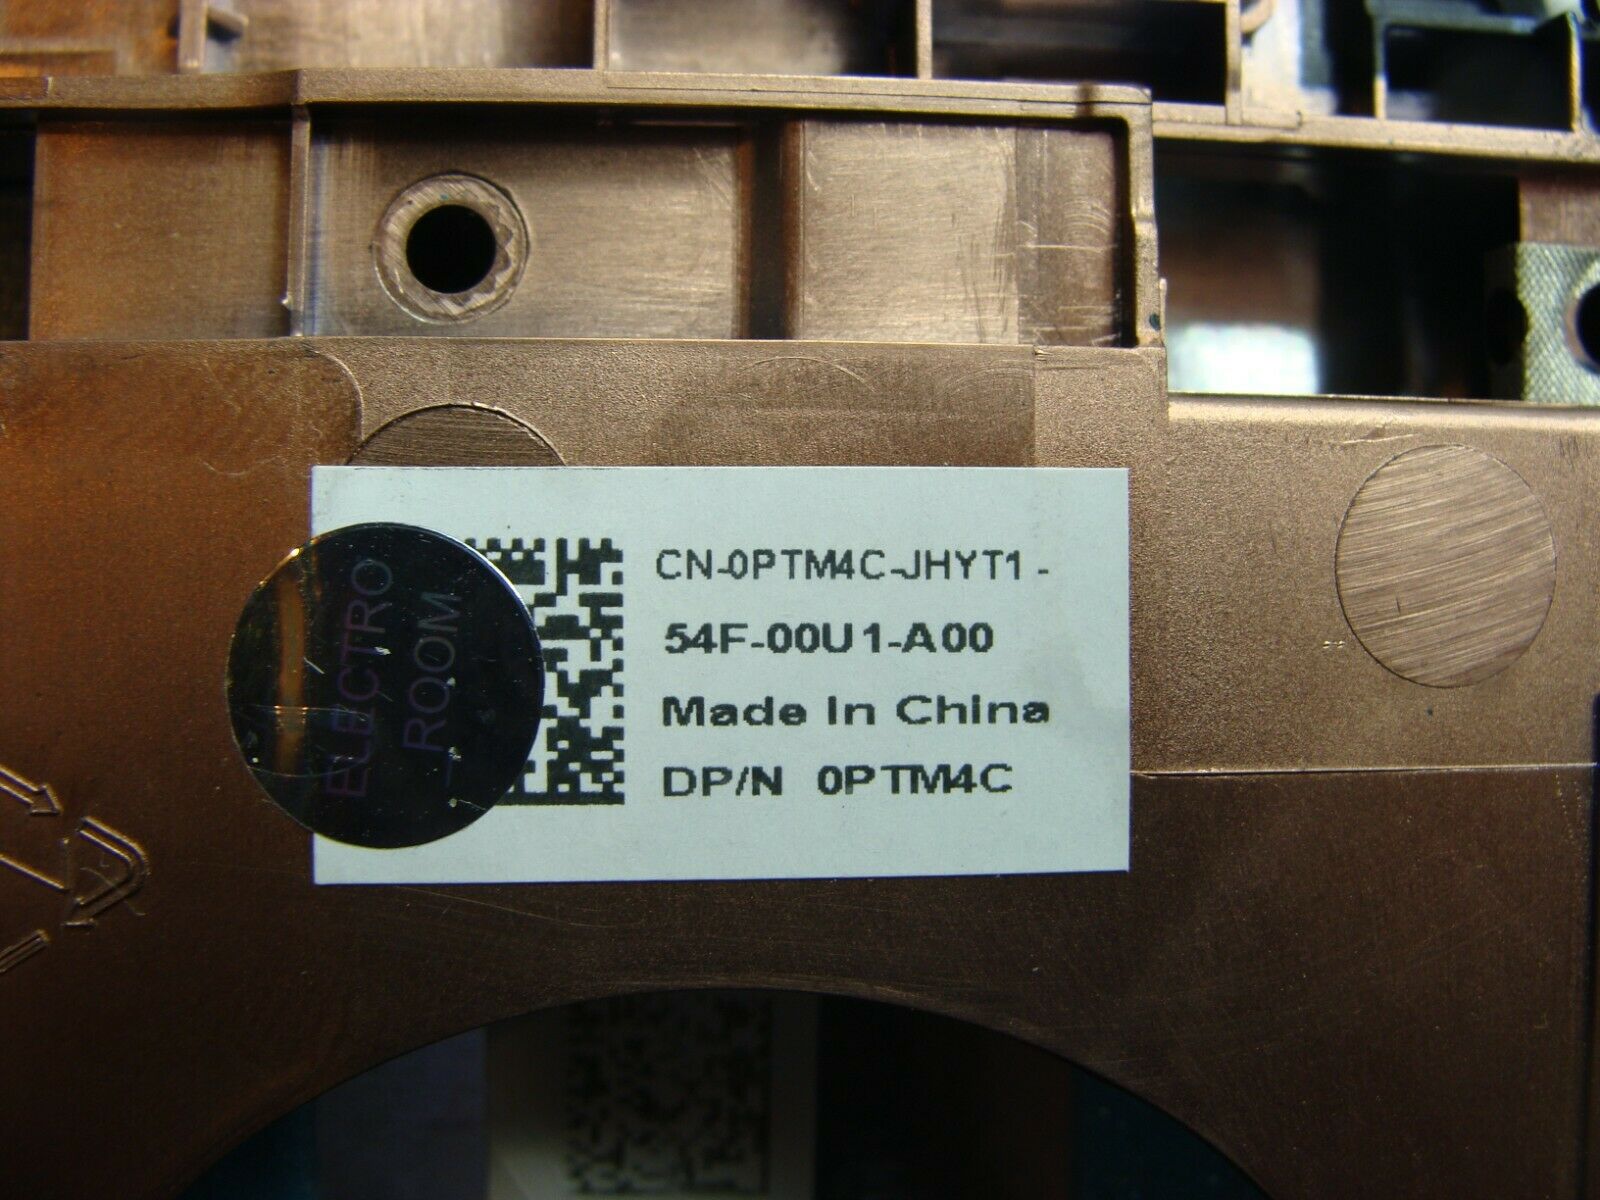 ELECTRO
ROOM
CN-0PTM4C-JHYT1 -
54F-00U1-A00
Made In China
DP/N 0PTM4C